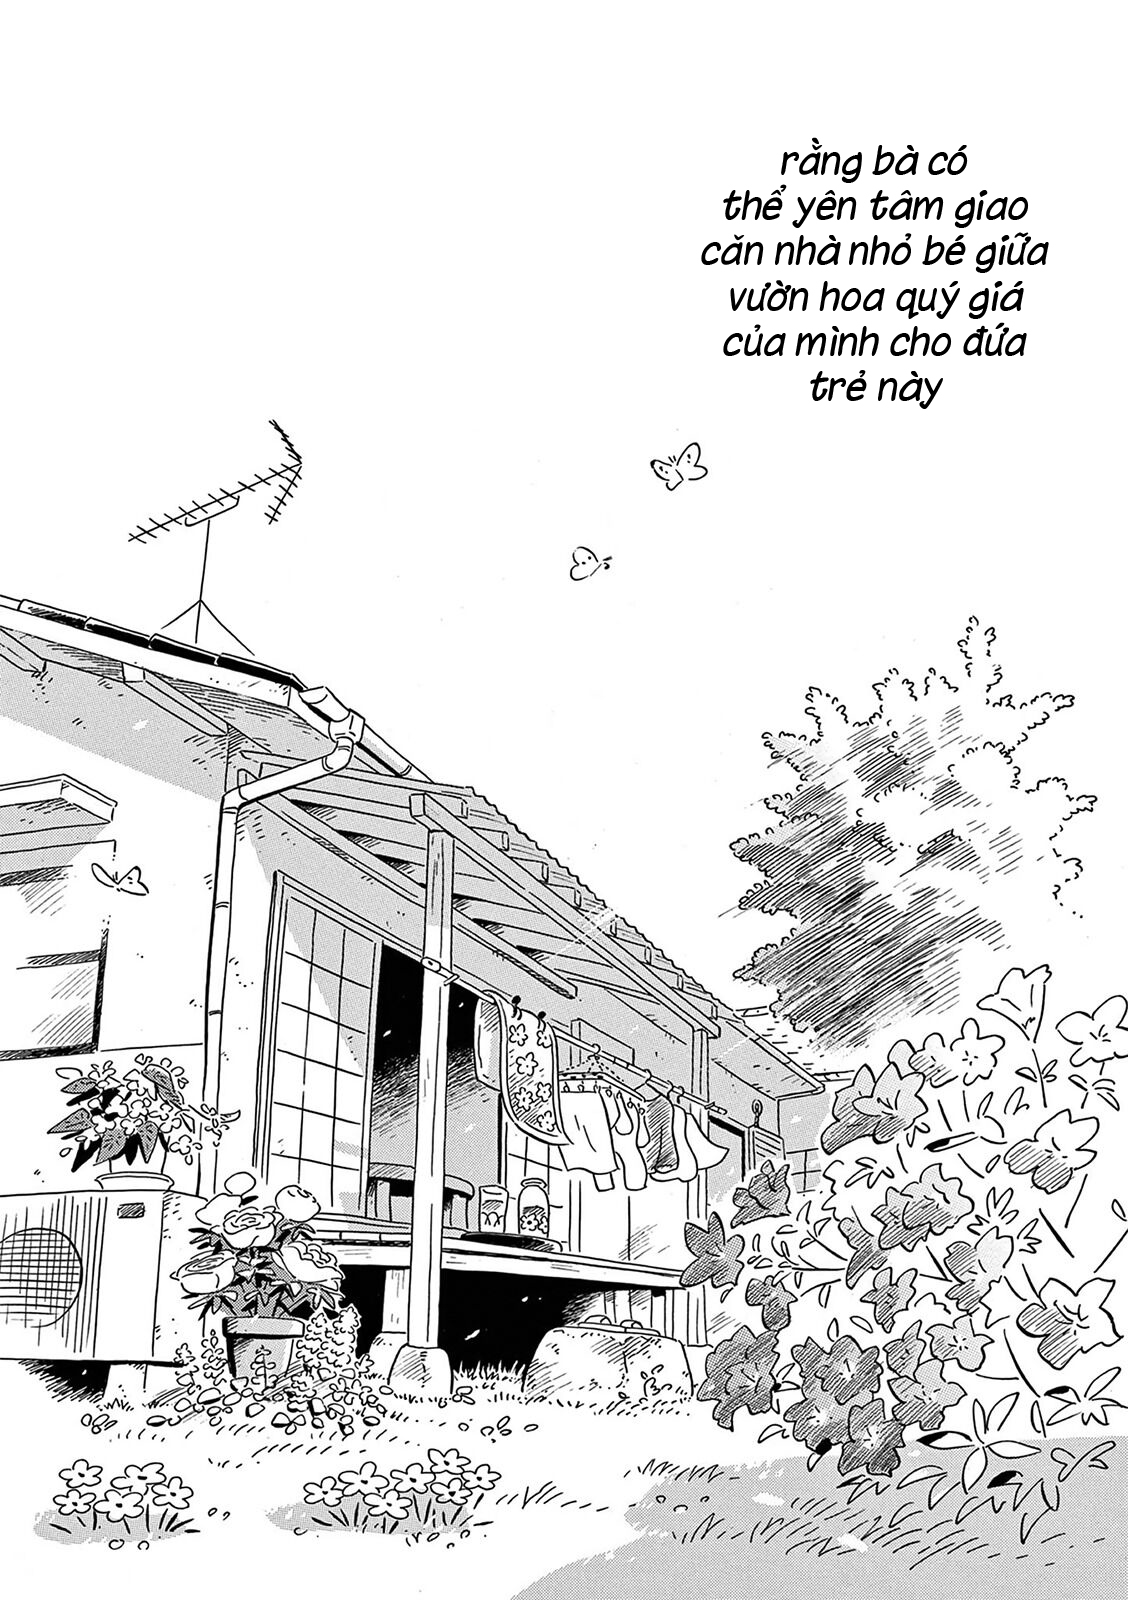 rằng bà có
thể yên tâm giao
căn nhà nhỏ bé giữa
vườn hoa quý giá
của mình cho đứa
trẻ này